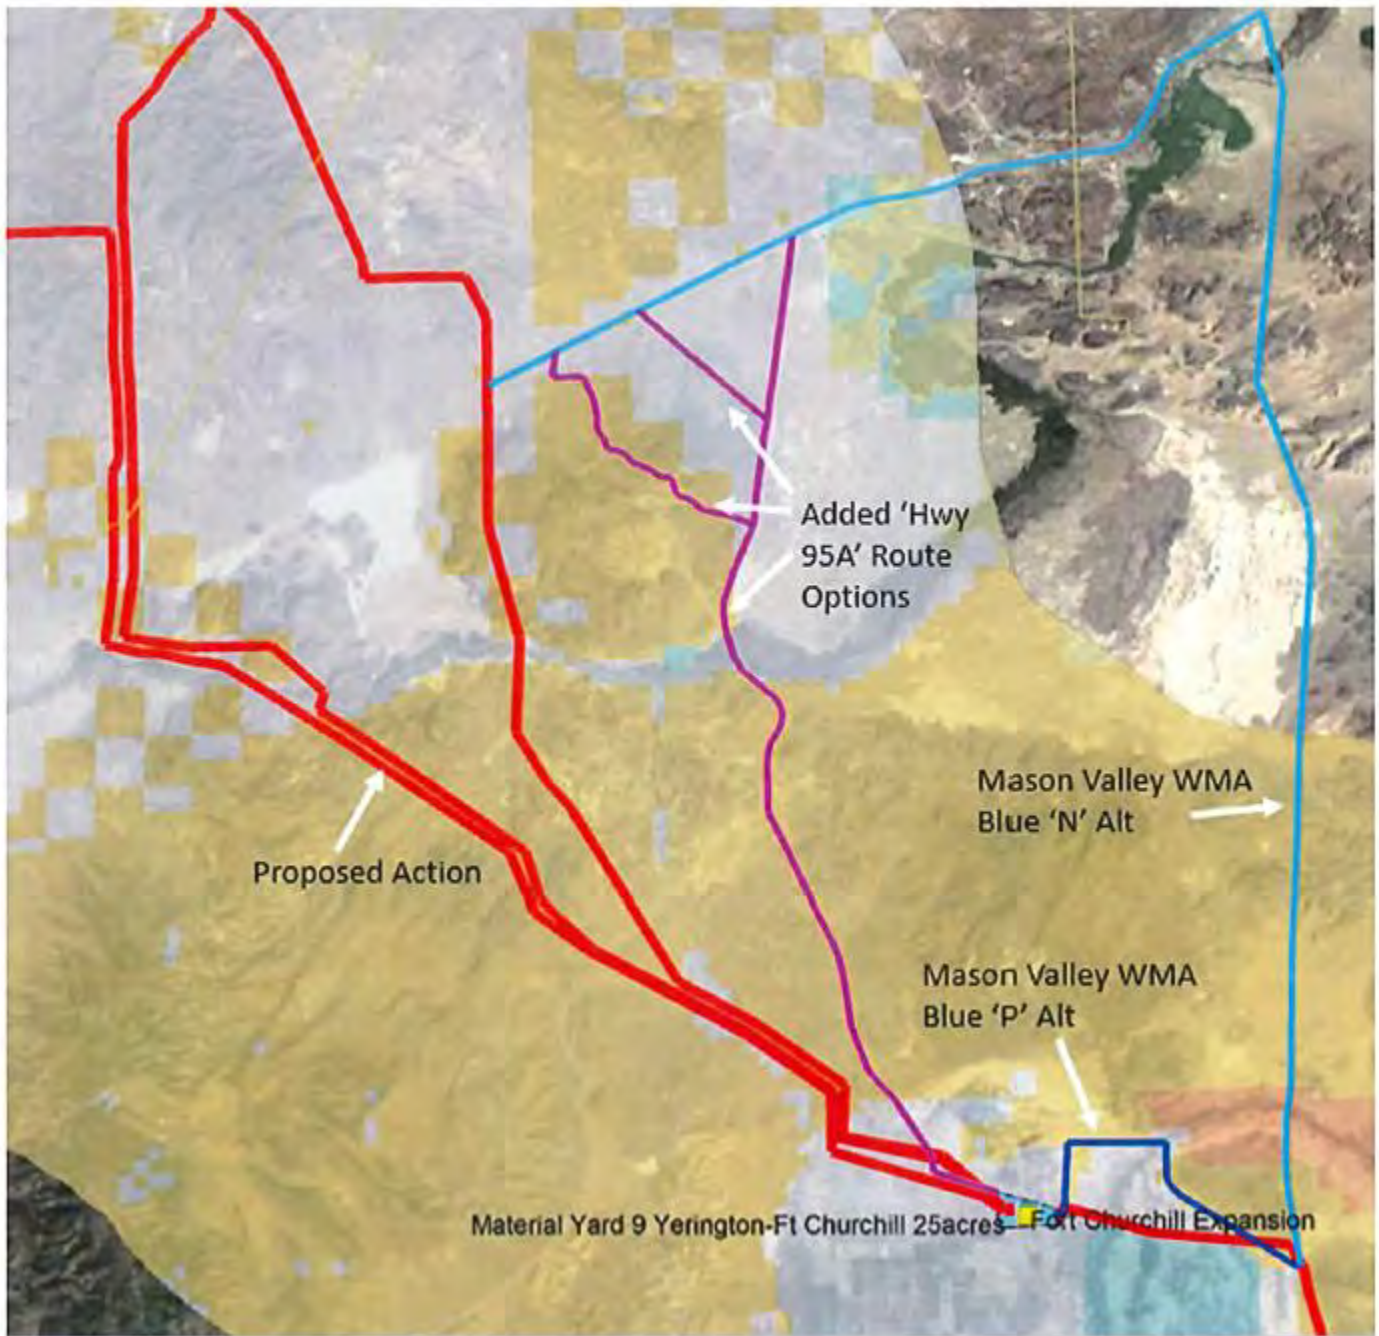 Added ‘Hwy
95A’ Route
Options
Mason Valley WMA
Blue ‘N’ Alt
Proposed Action
Mason Valley WMA
Blue ‘P’ Alt
Material Yard 9 Yerington-Ft Churchill 25acres
Fort Churchill Expansion